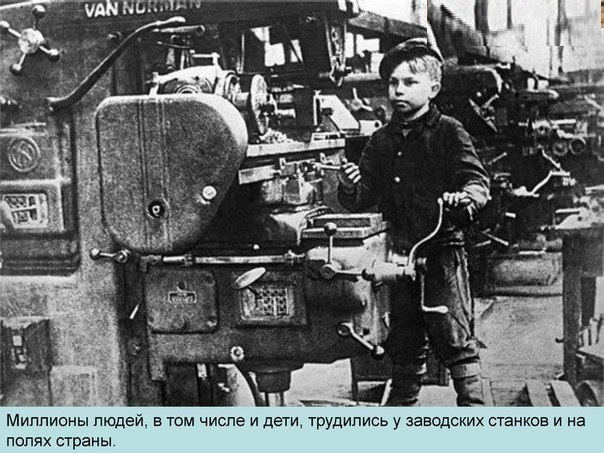 VAN NORMAN
Миллионы людей, в том числе и дети, трудились у заводских станков и на
полях страны.